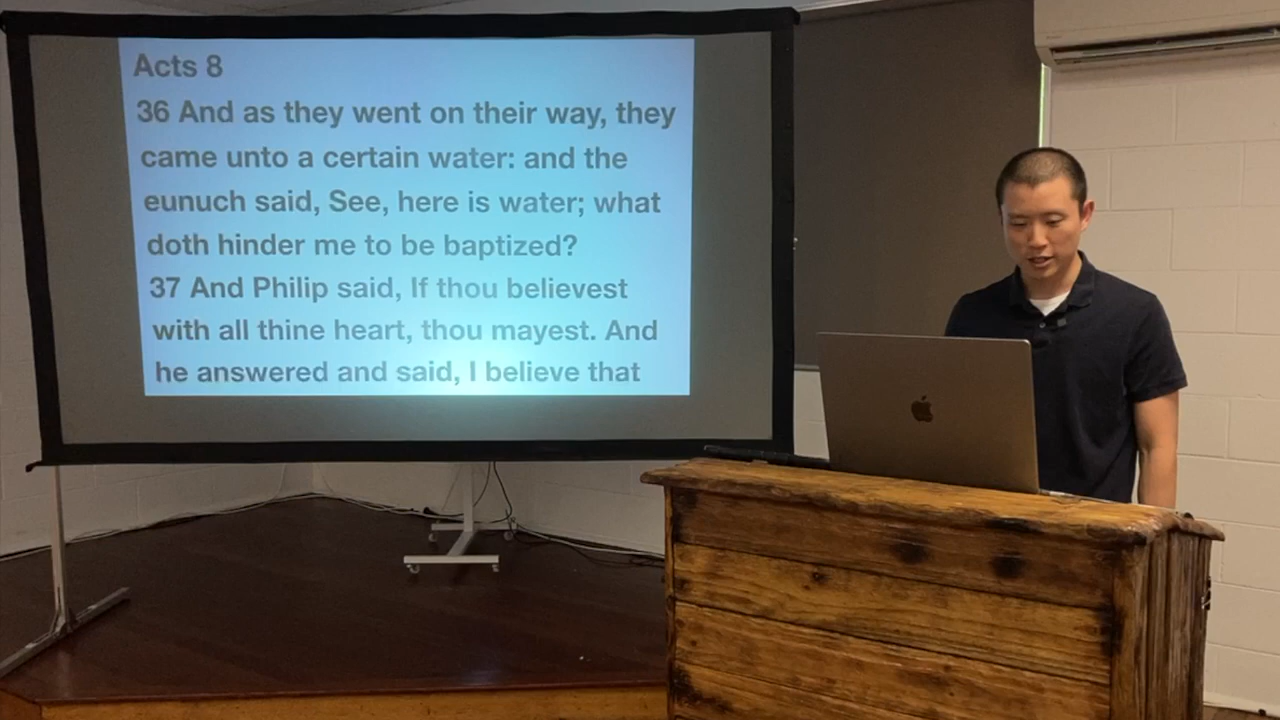 Acts 8
36 And as they went on their way, they
came unto a certain water: and the
eunuch said, See, here is water; what
doth hinder me to be baptized?
37 And Philip said, If thou believest
with all thine heart, thou mayest. And
he answered and said, I believe that